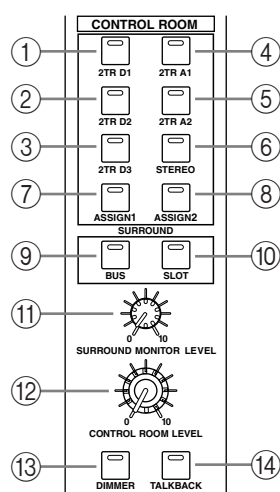 CONTROL ROOM
① ④
2TR D1 2TR A1
② ⑤
2TR D2 2TR A2
③ ⑥
2TR D3 STEREO
⑦ ⑧
ASSIGN1 ASSIGN2
SURROUND
⑨ ⑩
BUS SLOT
⑪
0 10
SURROUND MONITOR LEVEL
⑫
0 10
CONTROL ROOM LEVEL
⑬ ⑭
DIMMER TALKBACK